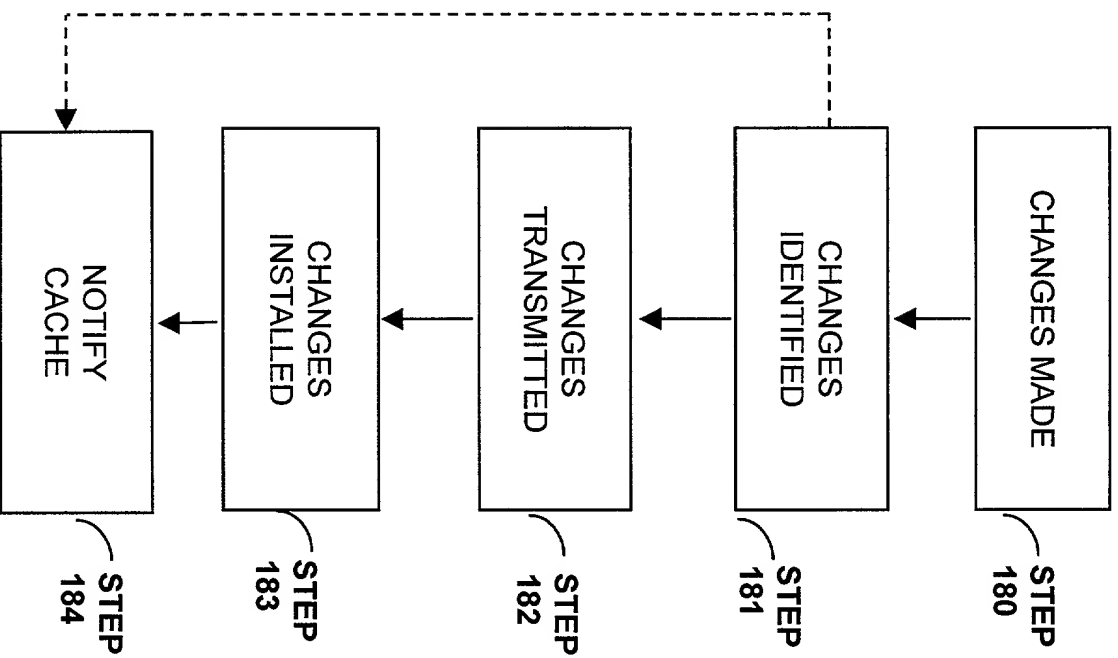 CHANGES MADE
STEP
180
CHANGES
IDENTIFIED
STEP
181
CHANGES
TRANSMITTED
STEP
182
CHANGES
INSTALLED
STEP
183
NOTIFY
CACHE
STEP
184